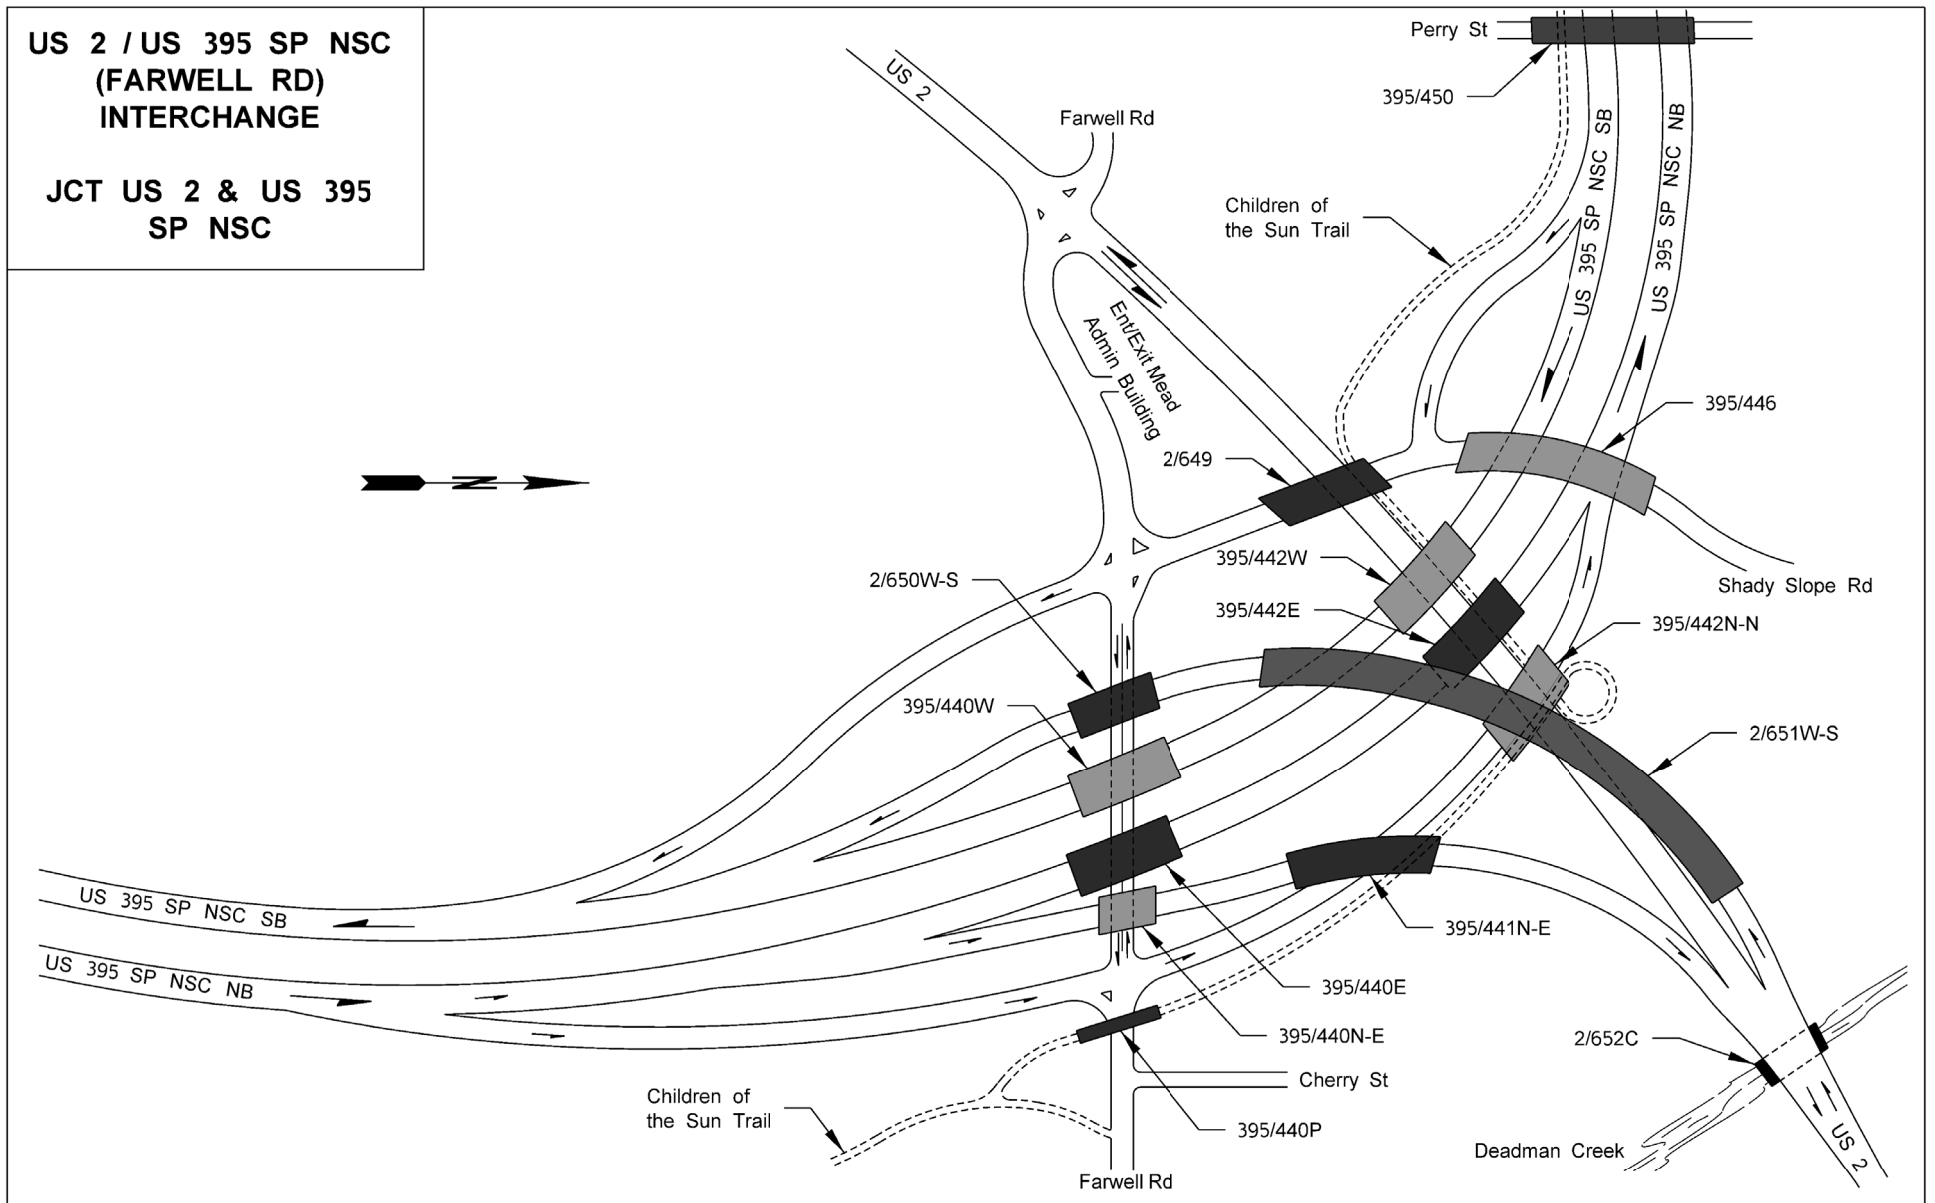 US 2 / US 395 SP NSC
(FARWELL RD)
INTERCHANGE
JCT US 2 & US 395
SP NSC
Perry St
395/450
US 2
Farwell Rd
Children of
the Sun Trail
US 395 SP NSC SB
US 395 SP NSC NB
Ent/Exit Mead
Admin Building
395/446
2/649
N
395/442W
2/650W-S
Shady Slope Rd
395/442E
395/442N-N
395/440W
2/651W-S
US 395 SP NSC SB
395/441N-E
US 395 SP NSC NB
395/440E
395/440N-E
2/652C
Cherry St
Children of
the Sun Trail
395/440P
US 2
Deadman Creek
Farwell Rd